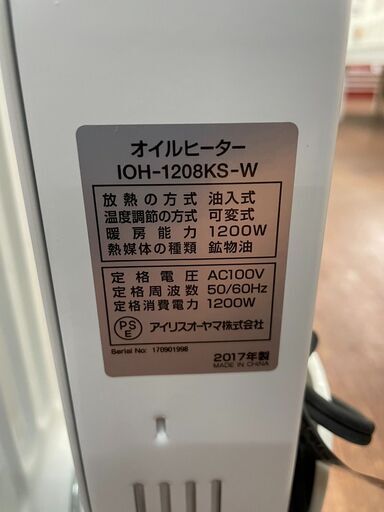 オイルヒーター
IOH-1208KS-W
放熱の方式 油入式
温度調節の方式 可変式
暖房能力 1200W
熱媒体の種類 鉱物油
定格電圧 AC100V
定格周波数 50/60Hz
定格消費電力 1200W
PSE アイリスオーヤマ株式会社
Serial No: 170901998
2017年製
MADE IN CHINA